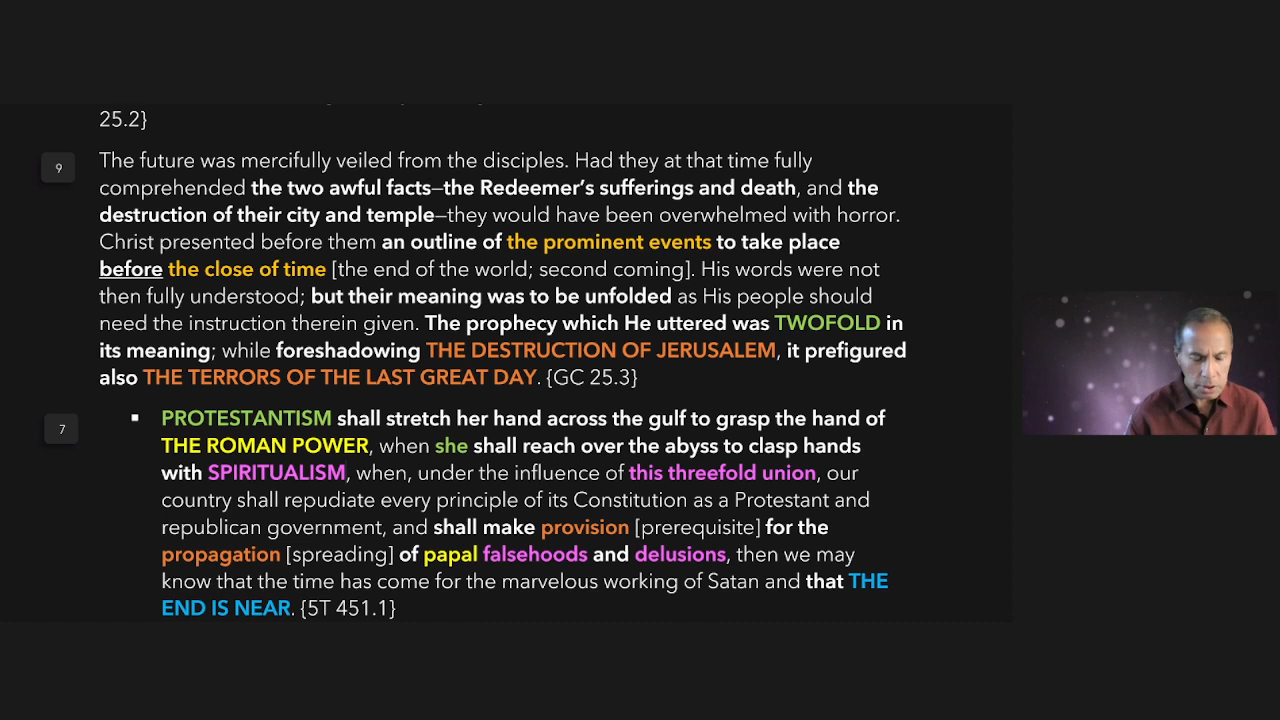 25.2}
9
The future was mercifully veiled from the disciples. Had they at that time fully
comprehended the two awful facts—the Redeemer’s sufferings and death, and the
destruction of their city and temple—they would have been overwhelmed with horror.
Christ presented before them an outline of the prominent events to take place
before the close of time [the end of the world; second coming]. His words were not
then fully understood; but their meaning was to be unfolded as His people should
need the instruction therein given. The prophecy which He uttered was TWOFOLD in
its meaning; while foreshadowing THE DESTRUCTION OF JERUSALEM, it prefigured
also THE TERRORS OF THE LAST GREAT DAY. {GC 25.3}
7
▪ PROTESTANTISM shall stretch her hand across the gulf to grasp the hand of
THE ROMAN POWER, when she shall reach over the abyss to clasp hands
with SPIRITUALISM, when, under the influence of this threefold union, our
country shall repudiate every principle of its Constitution as a Protestant and
republican government, and shall make provision [prerequisite] for the
propagation [spreading] of papal falsehoods and delusions, then we may
know that the time has come for the marvelous working of Satan and that THE
END IS NEAR. {5T 451.1}